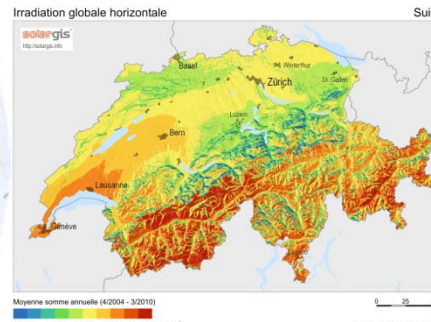 Irradiation globale horizontale
Sui
solargis
http://solargis.info
Basel
Winterthur
Zürich
St. Gallen
Luzern
Bern
Lausanne
Genève
Moyenne somme annuelle (4/2004 - 3/2010)
0 25